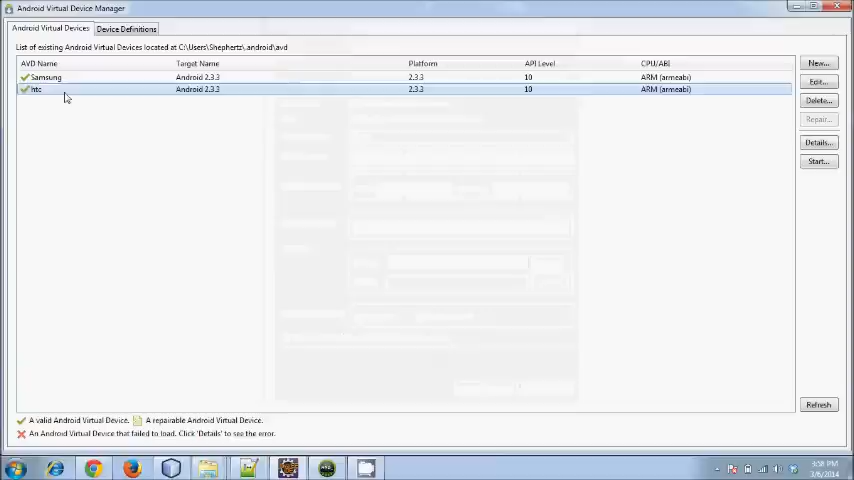 Android Virtual Device Manager
Android Virtual Devices Device Definitions
List of existing Android Virtual Devices located at C:\Users\Shephertz\.android\avd
AVD Name Target Name Platform API Level CPU/ABI
Samsung Android 2.3.3 2.3.3 10 ARM (armeabi)
htc Android 2.3.3 2.3.3 10 ARM (armeabi)
New...
Edit...
Delete...
Repair...
Details...
Start...
Refresh
A valid Android Virtual Device. A repairable Android Virtual Device.
An Android Virtual Device that failed to load. Click 'Details' to see the error.
3:58 PM
3/6/2014